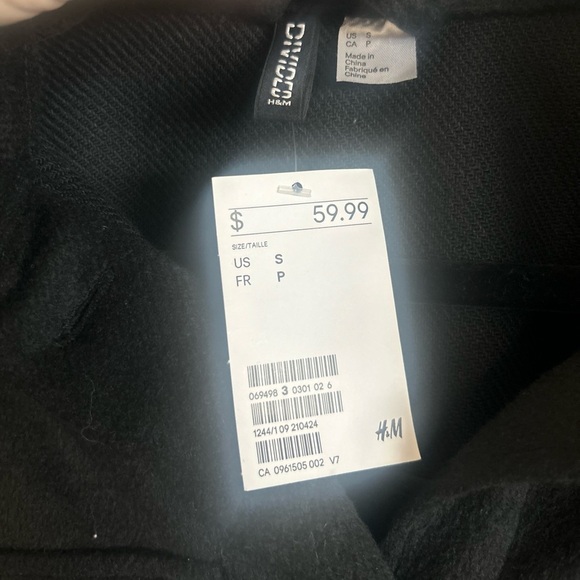 DIVIDED
H&M
US S
CA P
Made in
China
Fabriqué en
Chine
$ 59.99
SIZE/TAILLE
US S
FR P
069498 3 0301 02 6
1244/1 09 210424
H&M
CA 0961505 002 V7